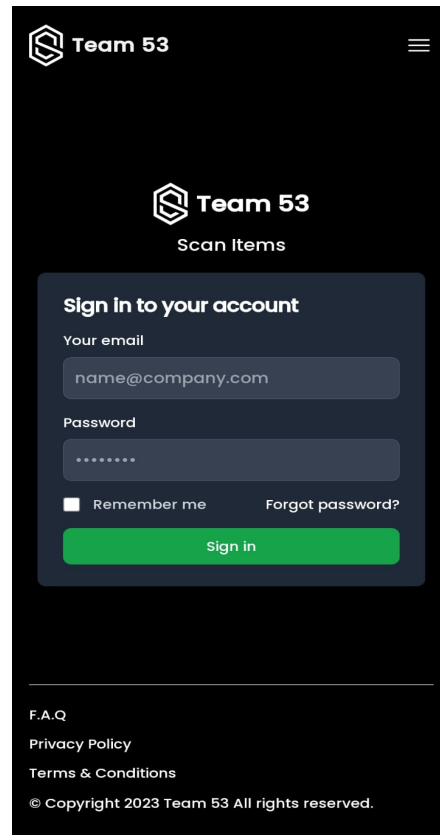 Team 53
Team 53
Scan Items
Sign in to your account
Your email
name@company.com
Password
••••••••
Remember me Forgot password?
Sign in
F.A.Q
Privacy Policy
Terms & Conditions
© Copyright 2023 Team 53 All rights reserved.